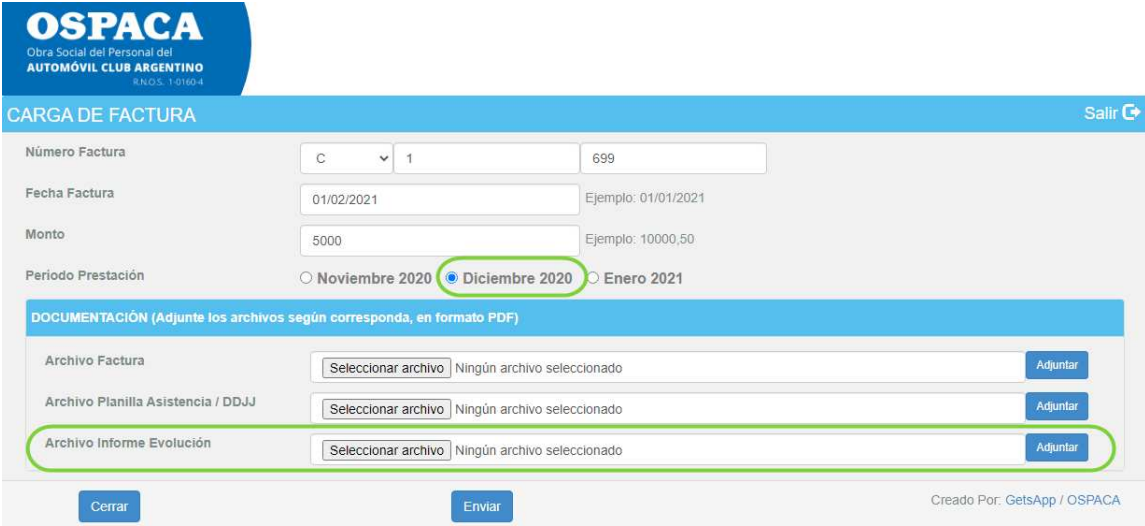 OSPACA
Obra Social del Personal del
AUTOMÓVIL CLUB ARGENTINO
R.N.O.S. 1-0160-4
CARGA DE FACTURA Salir
Número Factura C 1 699
Fecha Factura 01/02/2021 Ejemplo: 01/01/2021
Monto 5000 Ejemplo: 10000,50
Período Prestación Noviembre 2020 Diciembre 2020 Enero 2021
DOCUMENTACIÓN (Adjunte los archivos según corresponda, en formato PDF)
Archivo Factura Seleccionar archivo Ningún archivo seleccionado Adjuntar
Archivo Planilla Asistencia / DDJJ Seleccionar archivo Ningún archivo seleccionado Adjuntar
Archivo Informe Evolución Seleccionar archivo Ningún archivo seleccionado Adjuntar
Cerrar Enviar Creado Por: GetsApp / OSPACA